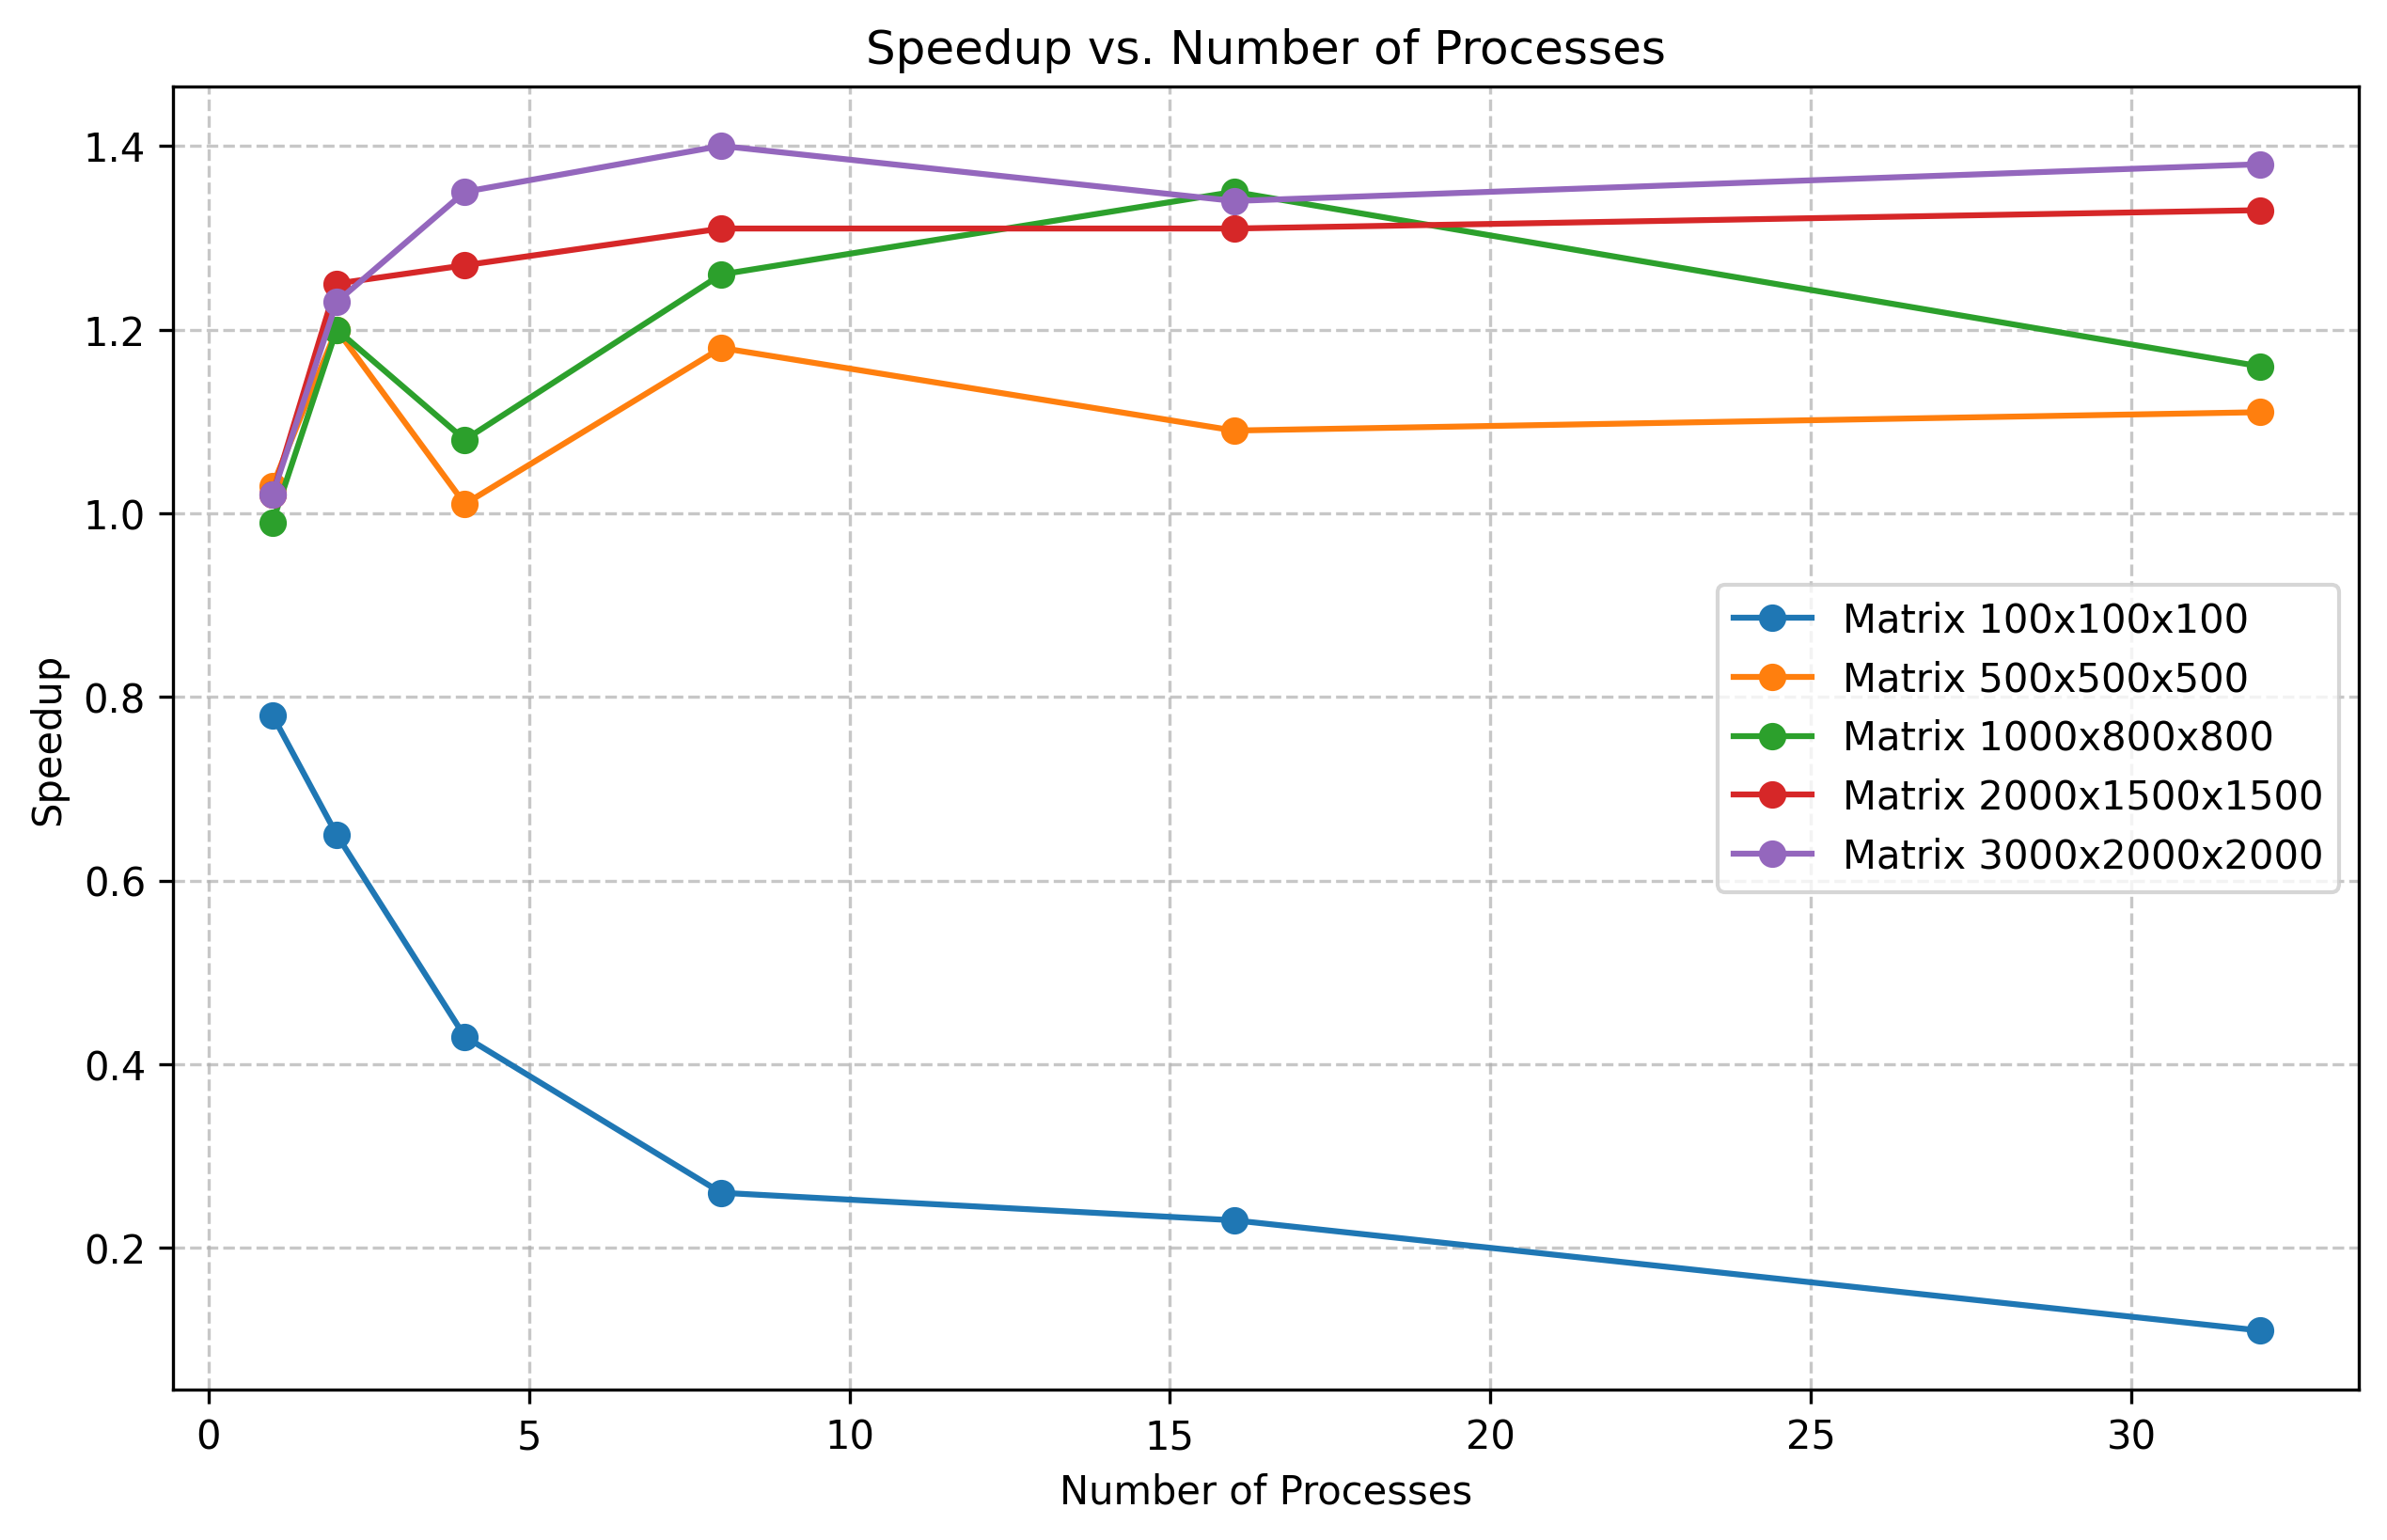 Speedup vs. Number of Processes
1.4
1.2
1.0
0.8
0.6
0.4
0.2
Speedup
Matrix 100x100x100
Matrix 500x500x500
Matrix 1000x800x800
Matrix 2000x1500x1500
Matrix 3000x2000x2000
0 5 10 15 20 25 30
Number of Processes